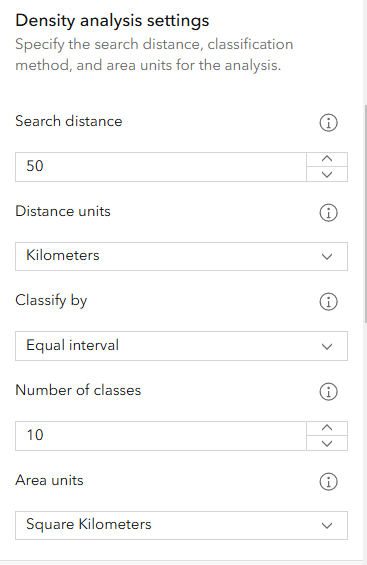 Density analysis settings
Specify the search distance, classification
method, and area units for the analysis.
Search distance
50
Distance units
Kilometers
Classify by
Equal interval
Number of classes
10
Area units
Square Kilometers